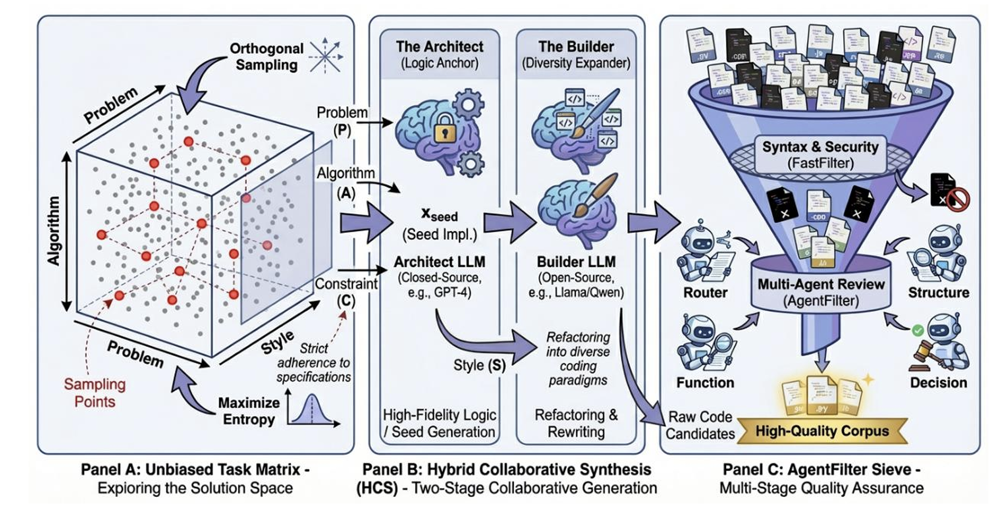 Orthogonal
Sampling
Problem
Algorithm
Problem
Style
Sampling
Points
Maximize
Entropy
Strict
adherence to
specifications
Problem
(P)
Algorithm
(A)
Constraint
(C)
Panel A: Unbiased Task Matrix -
Exploring the Solution Space
The Architect
(Logic Anchor)
x_seed
(Seed Impl.)
Architect LLM
(Closed-Source,
e.g., GPT-4)
Style (S)
High-Fidelity Logic
/ Seed Generation
The Builder
(Diversity Expander)
</>
</>
</>
</>
Builder LLM
(Open-Source,
e.g., Llama/Qwen)
Refactoring
into diverse
coding
paradigms
Refactoring &
Rewriting
Panel B: Hybrid Collaborative Synthesis
(HCS) - Two-Stage Collaborative Generation
</>
</>
Syntax & Security
(FastFilter)
Router
Structure
Multi-Agent Review
(AgentFilter)
Function
Decision
Raw Code
Candidates
High-Quality Corpus
Panel C: AgentFilter Sieve -
Multi-Stage Quality Assurance